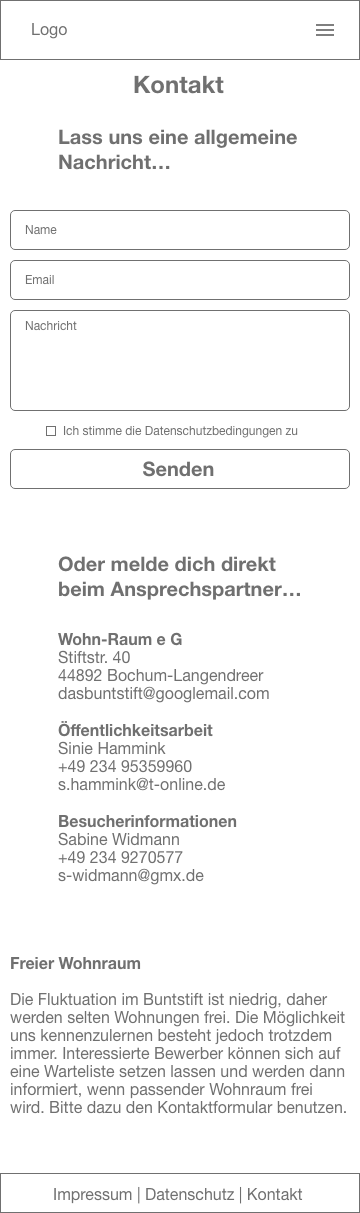 Logo
Kontakt
Lass uns eine allgemeine
Nachricht...
Name
Email
Nachricht
Ich stimme die Datenschutzbedingungen zu
Senden
Oder melde dich direkt
beim Ansprechspartner...
Wohn-Raum e G
Stiftstr. 40
44892 Bochum-Langendreer
dasbuntstift@googlemail.com
Öffentlichkeitsarbeit
Sinie Hammink
+49 234 95359960
s.hammink@t-online.de
Besucherinformationen
Sabine Widmann
+49 234 9270577
s-widmann@gmx.de
Freier Wohnraum
Die Fluktuation im Buntstift ist niedrig, daher
werden selten Wohnungen frei. Die Möglichkeit
uns kennenzulernen besteht jedoch trotzdem
immer. Interessierte Bewerber können sich auf
eine Warteliste setzen lassen und werden dann
informiert, wenn passender Wohnraum frei
wird. Bitte dazu den Kontaktformular benutzen.
Impressum | Datenschutz | Kontakt